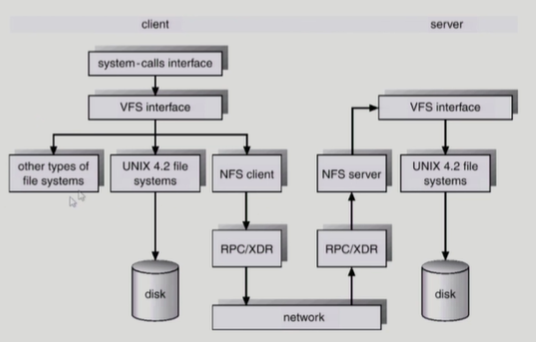 client
server
system-calls interface
VFS interface
VFS interface
other types of
file systems
UNIX 4.2 file
systems
NFS client
NFS server
UNIX 4.2 file
systems
RPC/XDR
RPC/XDR
disk
disk
network